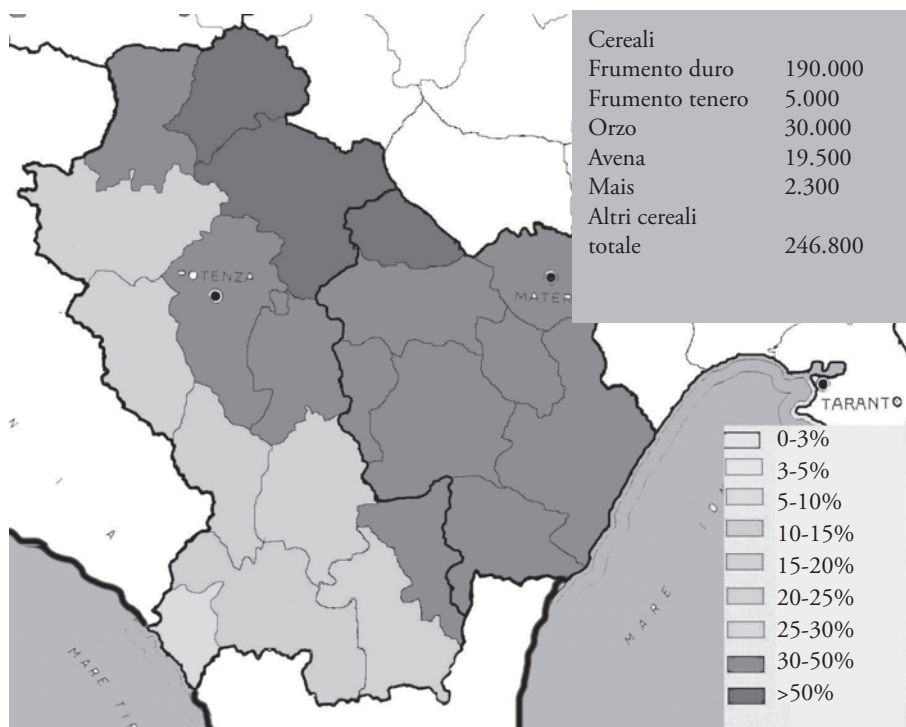 Cereali
Frumento duro 190.000
Frumento tenero 5.000
Orzo 30.000
Avena 19.500
Mais 2.300
Altri cereali
totale 246.800
POTENZA
MATER
TARANTO
MARE IO
MARE TI
0-3%
3-5%
5-10%
10-15%
15-20%
20-25%
25-30%
30-50%
>50%